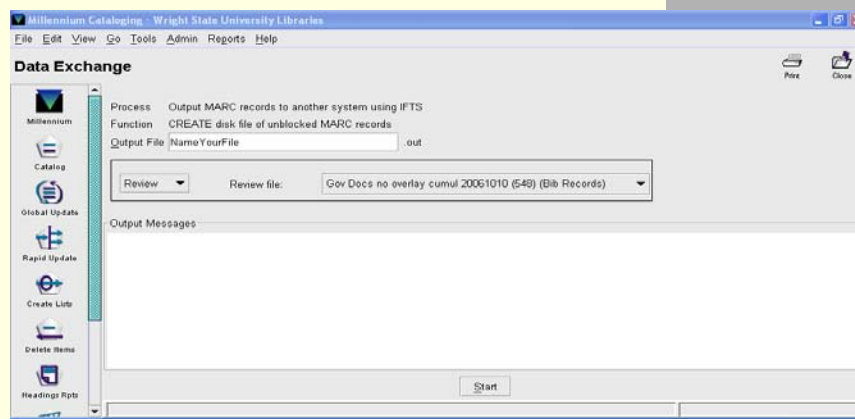 Millennium Cataloging - Wright State University Libraries
File Edit View Go Tools Admin Reports Help
Data Exchange
Print
Close
Millennium
Catalog
Global Update
Rapid Update
Create Lists
Delete Items
Headings Rpts
Process Output MARC records to another system using IFTS
Function CREATE disk file of unblocked MARC records
Output File NameYourFile .out
Review Review file: Gov Docs no overlay cumul 20061010 (548) (Bib Records)
Output Messages
Start